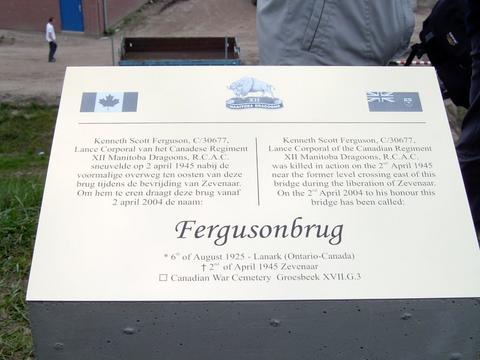 XII
MANITOBA DRAGOONS
Kenneth Scott Ferguson, C/30677,
Lance Corporal van het Canadese Regiment
XII Manitoba Dragoons, R.C.A.C.
sneuvelde op 2 april 1945 nabij de
voormalige overweg ten oosten van deze
brug tijdens de bevrijding van Zevenaar.
Om hem te eren draagt deze brug vanaf
2 april 2004 de naam:
Kenneth Scott Ferguson, C/30677,
Lance Corporal of the Canadian Regiment
XII Manitoba Dragoons, R.C.A.C.
was killed in action on the 2nd April 1945
near the former level crossing east of this
bridge during the liberation of Zevenaar.
On the 2nd April 2004 to his honour this
bridge has been called:
Fergusonbrug
* 6th of August 1925 - Lanark (Ontario-Canada)
† 2nd of April 1945 Zevenaar
☐ Canadian War Cemetery Groesbeek XVII.G.3